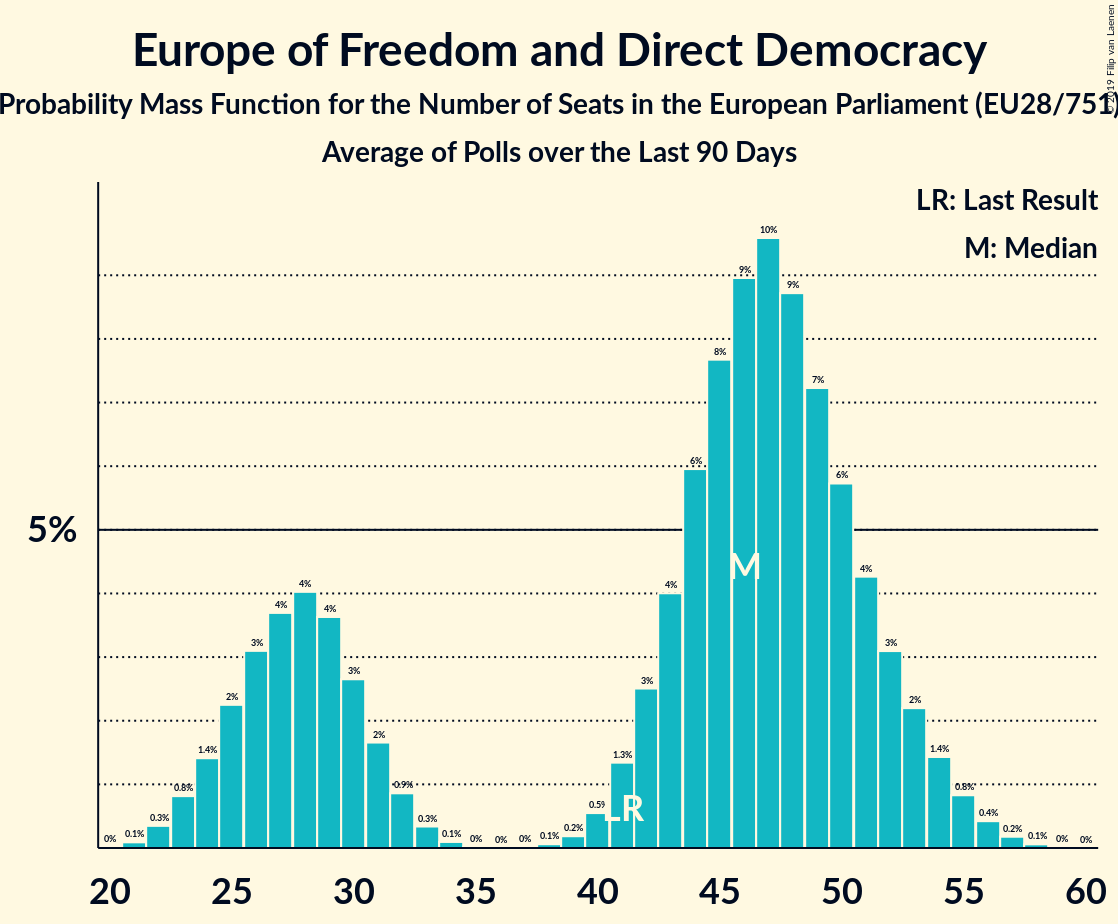 Europe of Freedom and Direct Democracy
Probability Mass Function for the Number of Seats in the European Parliament (EU28/751)
Average of Polls over the Last 90 Days
© 2019 Filip van Laenen
LR: Last Result
M: Median
5%
0% 0.1% 0.3% 0.8% 1.4% 2% 3% 4% 4% 4% 3% 2% 0.9% 0.3% 0.1% 0% 0% 0% 0.1% 0.2% 0.5% 1.3% 3% 4% 6% 8% 9% 10% 9% 7% 6% 4% 3% 2% 1.4% 0.8% 0.4% 0.2% 0.1% 0% 0%
M
LR
20 25 30 35 40 45 50 55 60